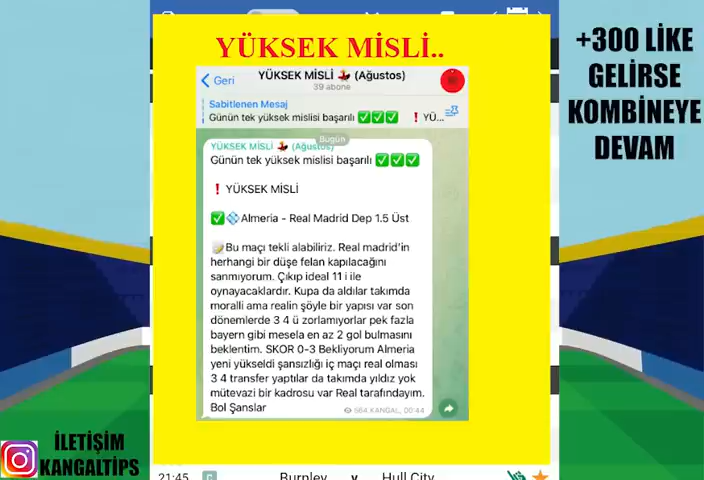 YÜKSEK MİSLİ..
+300 LİKE
GELİRSE
KOMBİNEYE
DEVAM
Geri
YÜKSEK MİSLİ 💃 (Ağustos)
39 abone
Sabitlenen Mesaj
Günün tek yüksek mislisi başarılı ✅✅✅ ❗YÜ...
Bugün
YÜKSEK MİSLİ 💃 (Ağustos)
Günün tek yüksek mislisi başarılı ✅✅✅
❗ YÜKSEK MİSLİ
✅💠Almeria - Real Madrid Dep 1.5 Üst
📝Bu maçı tekli alabiliriz. Real madrid'in
herhangi bir düşe felan kapılacağını
sanmıyorum. Çıkıp ideal 11 i ile
oynayacaklardır. Kupa da aldılar takımda
moralli ama realin şöyle bir yapısı var son
dönemlerde 3 4 ü zorlamıyorlar pek fazla
bayern gibi mesela en az 2 gol bulmasını
beklentim. SKOR 0-3 Bekliyorum Almeria
yeni yükseldi şansızlığı iç maçı real olması
3 4 transfer yaptılar da takımda yıldız yok
mütevazi bir kadrosu var Real tarafındayım.
Bol Şanslar
564 KANGAL, 00:44
İLETİŞİM
KANGALTİPS
21:45 C Burnley v Hull City